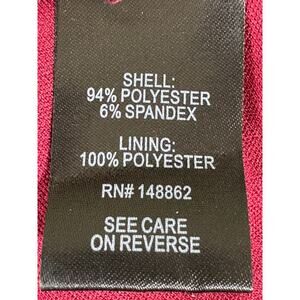 SHELL:
94% POLYESTER
6% SPANDEX
LINING:
100% POLYESTER
RN# 148862
SEE CARE
ON REVERSE